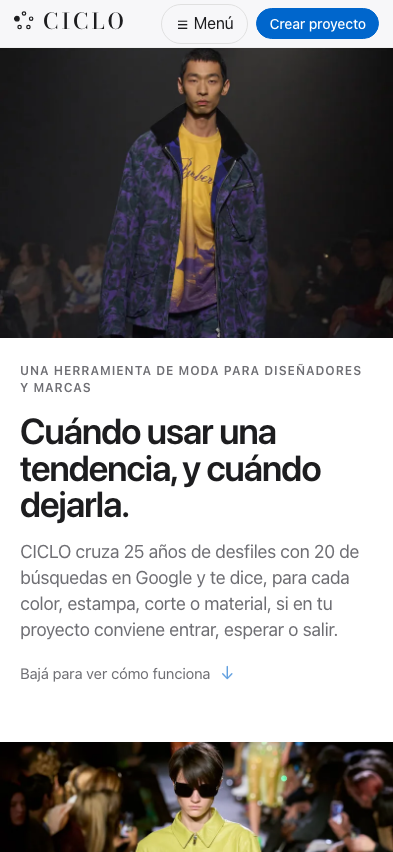 CICLO
Menú
Crear proyecto
UNA HERRAMIENTA DE MODA PARA DISEÑADORES
Y MARCAS
Cuándo usar una
tendencia, y cuándo
dejarla.
CICLO cruza 25 años de desfiles con 20 de
búsquedas en Google y te dice, para cada
color, estampa, corte o material, si en tu
proyecto conviene entrar, esperar o salir.
Bajá para ver cómo funciona